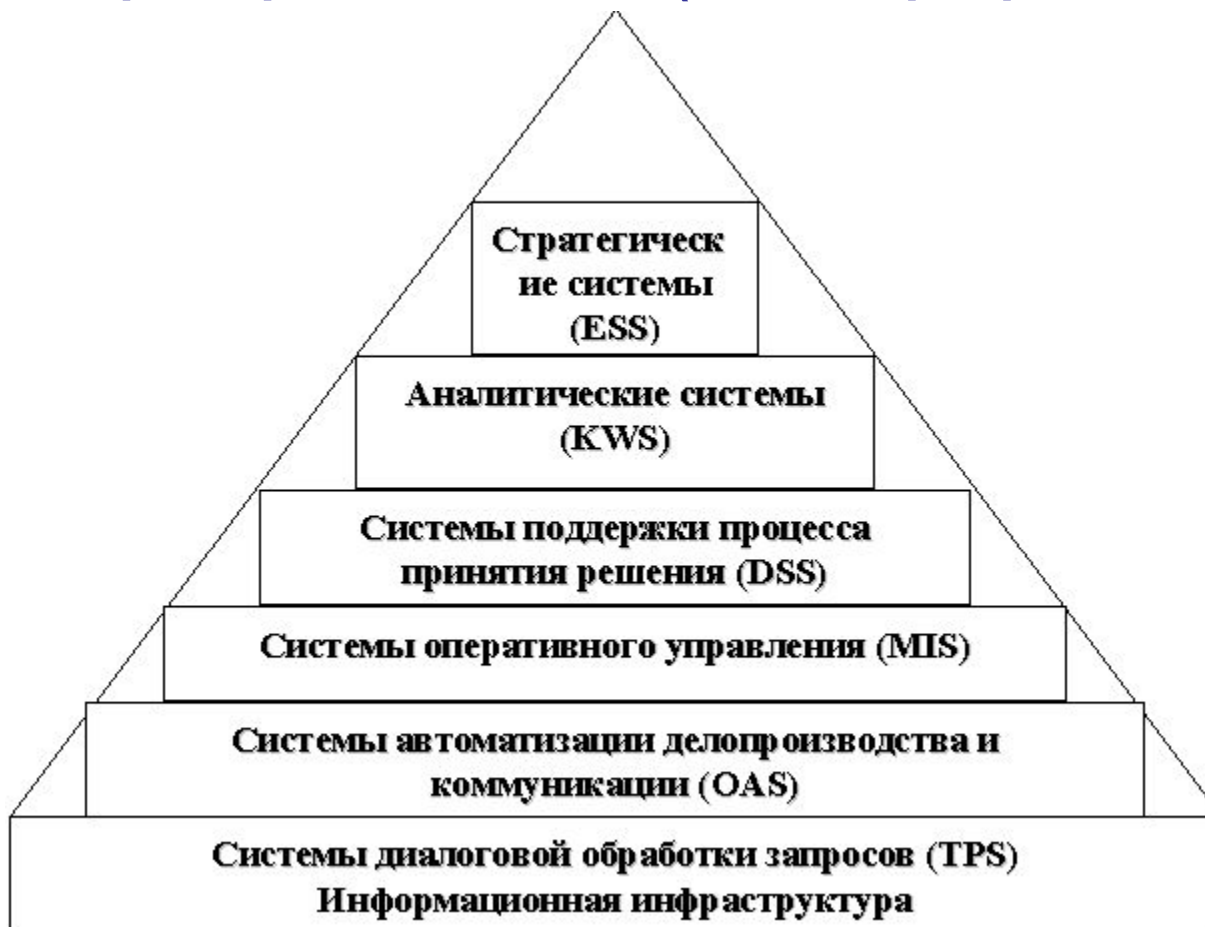 Стратегическ
ие системы
(ESS)
Аналитические системы
(KWS)
Системы поддержки процесса
принятия решения (DSS)
Системы оперативного управления (MIS)
Системы автоматизации делопроизводства и
коммуникации (OAS)
Системы диалоговой обработки запросов (TPS)
Информационная инфраструктура